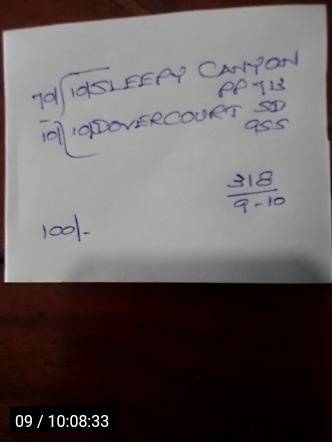 70/ 10/SLEEPY CANYON
PP 713
10/ 10/DOVERCOURT SD
955
318
9-10
100/-
09 / 10:08:33